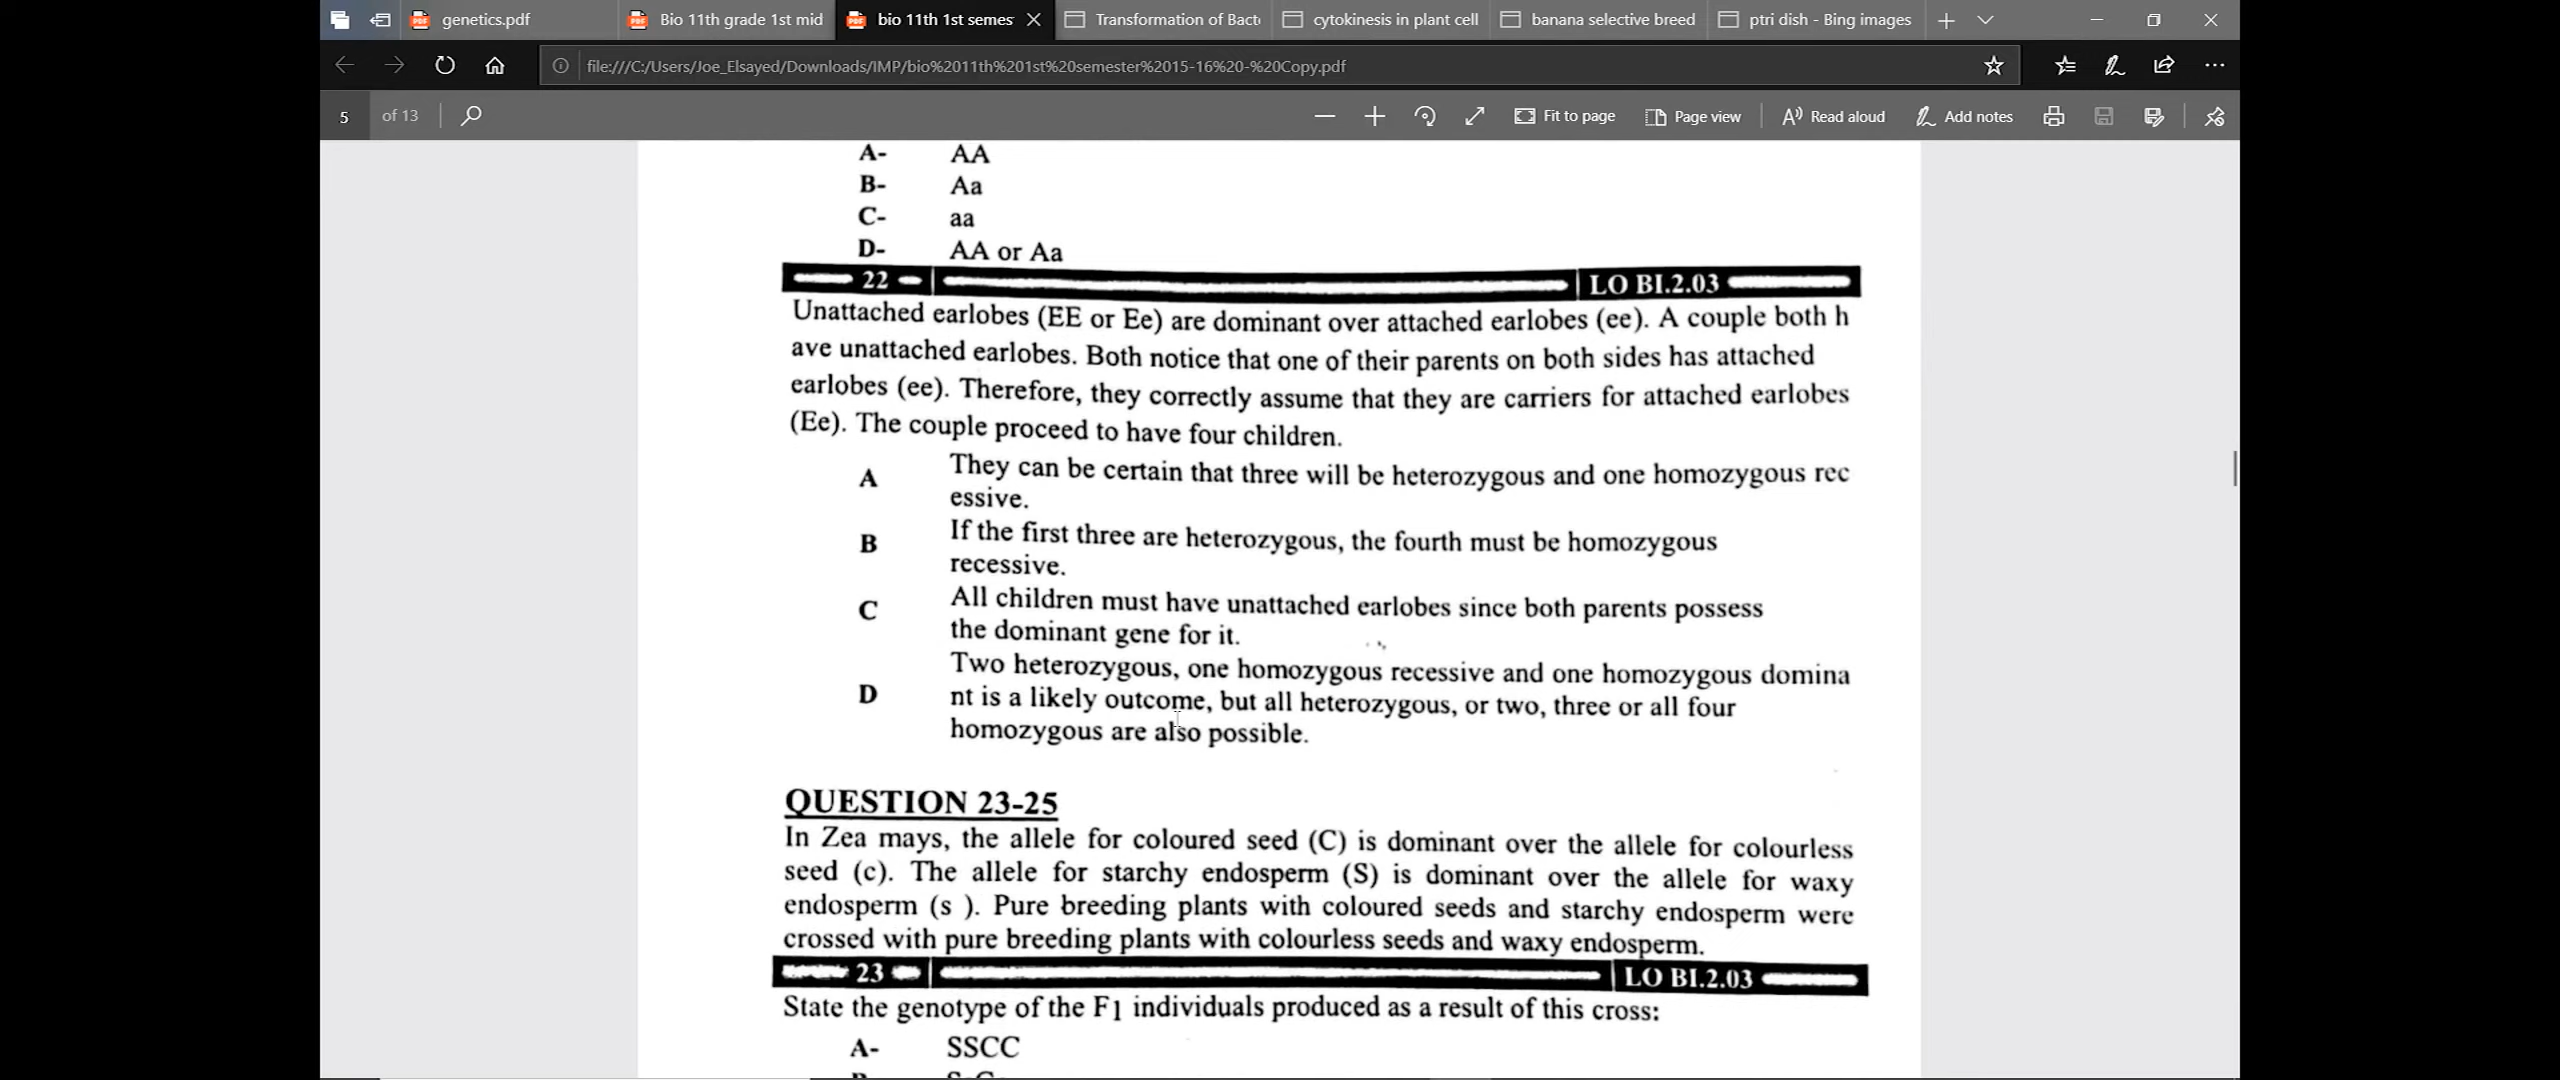 genetics.pdf
Bio 11th grade 1st mid
bio 11th 1st semes
Transformation of Bact
cytokinesis in plant cell
banana selective breed
ptri dish - Bing images
file:///C:/Users/Joe_Elsayed/Downloads/IMP/bio%2011th%201st%20semester%2015-16%20-%20Copy.pdf
5 of 13
Fit to page
Page view
Read aloud
Add notes
A- AA
B- Aa
C- aa
D- AA or Aa
22 LO BI.2.03
Unattached earlobes (EE or Ee) are dominant over attached earlobes (ee). A couple both h
ave unattached earlobes. Both notice that one of their parents on both sides has attached
earlobes (ee). Therefore, they correctly assume that they are carriers for attached earlobes
(Ee). The couple proceed to have four children.
A They can be certain that three will be heterozygous and one homozygous rec
essive.
B If the first three are heterozygous, the fourth must be homozygous
recessive.
C All children must have unattached earlobes since both parents possess
the dominant gene for it.
Two heterozygous, one homozygous recessive and one homozygous domina
D nt is a likely outcome, but all heterozygous, or two, three or all four
homozygous are also possible.
QUESTION 23-25
In Zea mays, the allele for coloured seed (C) is dominant over the allele for colourless
seed (c). The allele for starchy endosperm (S) is dominant over the allele for waxy
endosperm (s ). Pure breeding plants with coloured seeds and starchy endosperm were
crossed with pure breeding plants with colourless seeds and waxy endosperm.
23 LO BI.2.03
State the genotype of the F1 individuals produced as a result of this cross:
A- SSCC